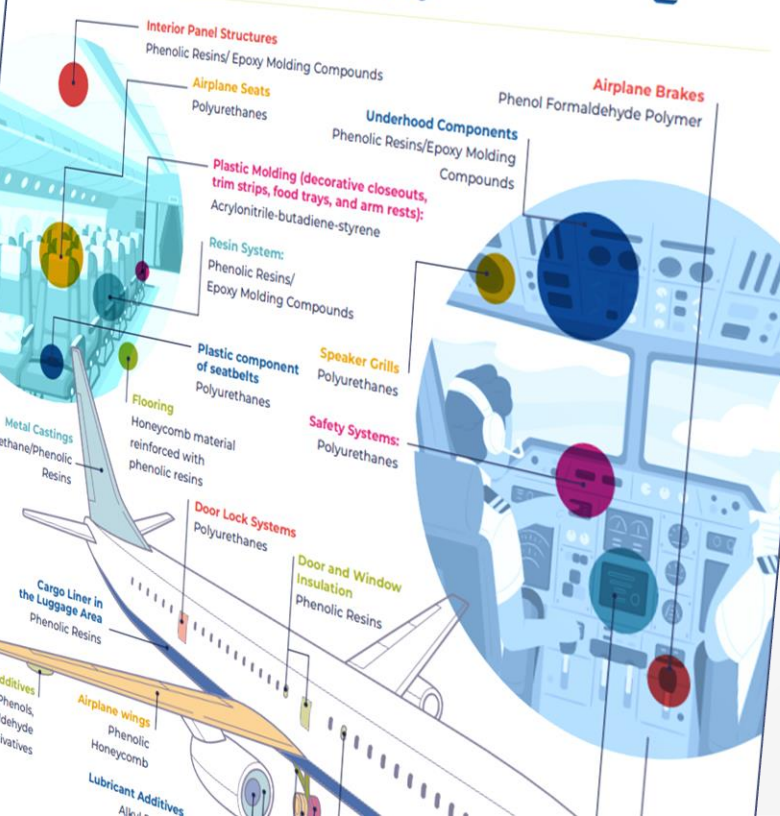 Interior Panel Structures
Phenolic Resins/ Epoxy Molding Compounds
Airplane Seats
Polyurethanes
Plastic Molding (decorative closeouts,
trim strips, food trays, and arm rests):
Acrylonitrile-butadiene-styrene
Resin System:
Phenolic Resins/
Epoxy Molding Compounds
Plastic component
of seatbelts
Polyurethanes
Flooring
Honeycomb material
reinforced with
phenolic resins
Metal Castings
Resins
Airplane Brakes
Phenol Formaldehyde Polymer
Underhood Components
Phenolic Resins/Epoxy Molding
Compounds
Speaker Grills
Polyurethanes
Safety Systems:
Polyurethanes
Door Lock Systems
Polyurethanes
Door and Window
Insulation
Phenolic Resins
Cargo Liner in
the Luggage Area
Phenolic Resins
Airplane wings
Phenolic
Honeycomb
Lubricant Additives